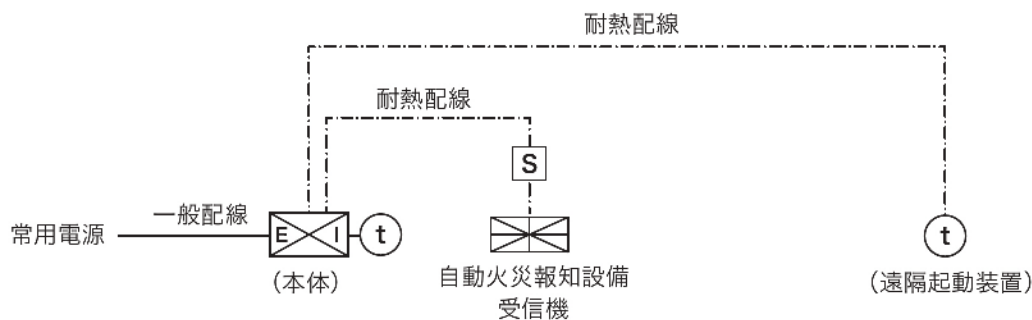 耐熱配線
耐熱配線
S
常用電源
一般配線
E I
t
t
(本体)
自動火災報知設備
受信機
(遠隔起動装置)